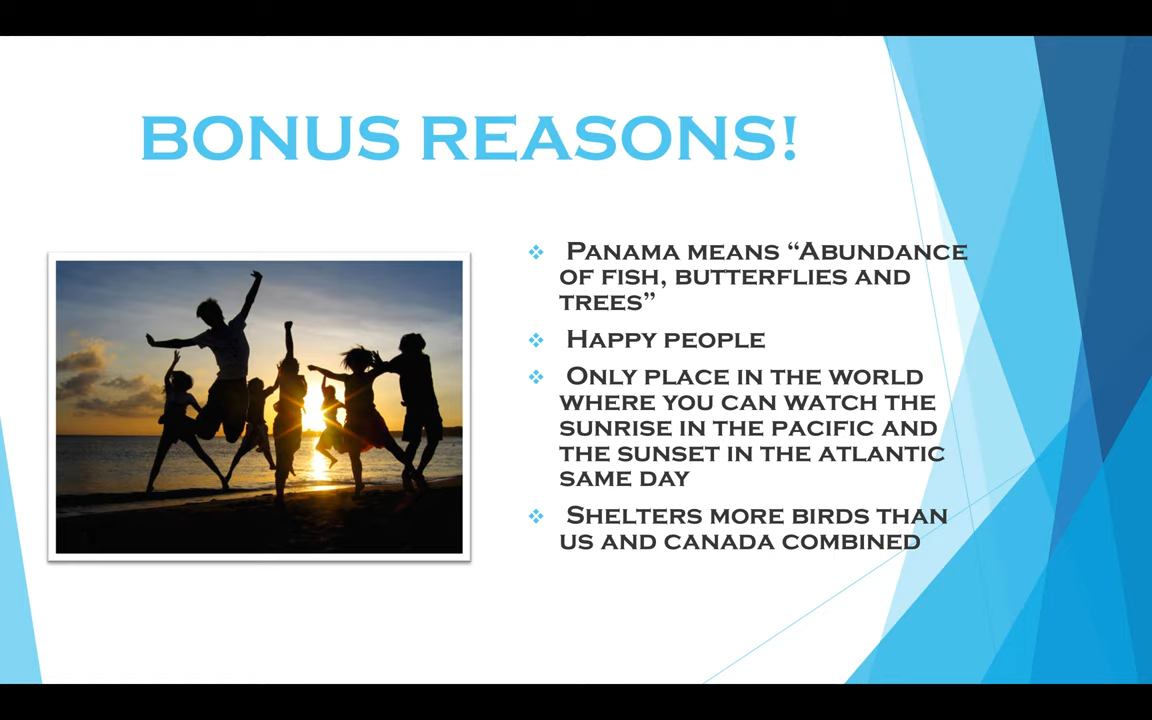 BONUS REASONS!
❖ PANAMA MEANS “ABUNDANCE
OF FISH, BUTTERFLIES AND
TREES”
❖ HAPPY PEOPLE
❖ ONLY PLACE IN THE WORLD
WHERE YOU CAN WATCH THE
SUNRISE IN THE PACIFIC AND
THE SUNSET IN THE ATLANTIC
SAME DAY
❖ SHELTERS MORE BIRDS THAN
US AND CANADA COMBINED